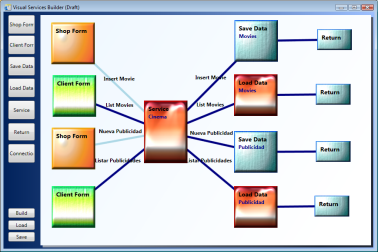 Visual Services Builder (Draft)
Shop Form
Client Forr
Save Data
Load Data
Service
Return
Connectio
Build
Load
Save
Shop Form
Client Form
Shop Form
Client Form
Insert Movie
List Movies
Nueva Publicidad
Listar Publicidades
Service
Cinema
Insert Movie
List Movies
Nueva Publicidad
Listar Publicidades
Save Data
Movies
Load Data
Movies
Save Data
Publicidad
Load Data
Publicidad
Return
Return
Return
Return